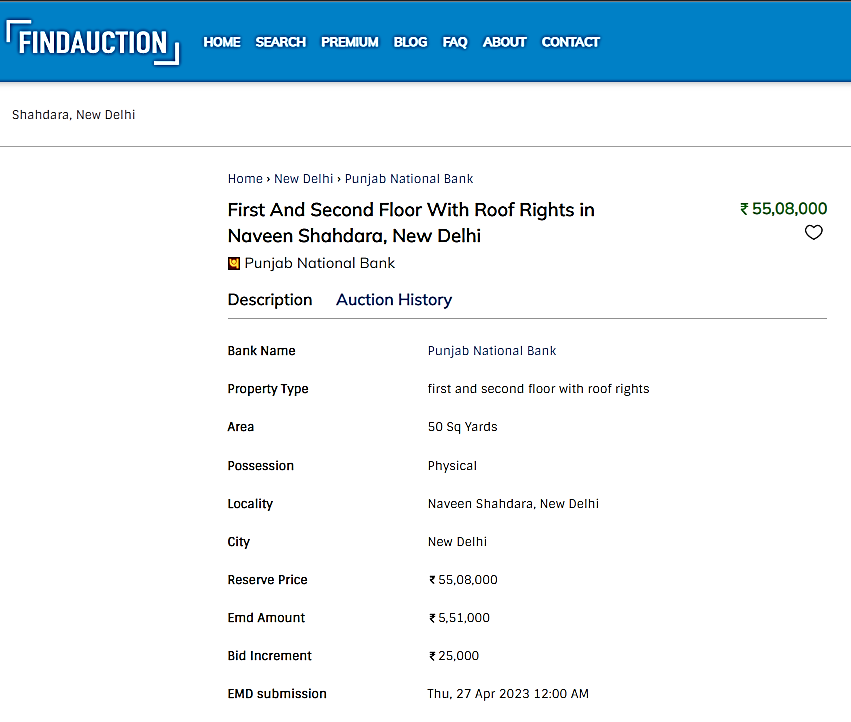 FINDAUCTION HOME SEARCH PREMIUM BLOG FAQ ABOUT CONTACT
Shahdara, New Delhi
Home › New Delhi › Punjab National Bank
First And Second Floor With Roof Rights in ₹ 55,08,000
Naveen Shahdara, New Delhi
Punjab National Bank
Description Auction History
Bank Name Punjab National Bank
Property Type first and second floor with roof rights
Area 50 Sq Yards
Possession Physical
Locality Naveen Shahdara, New Delhi
City New Delhi
Reserve Price ₹ 55,08,000
Emd Amount ₹ 5,51,000
Bid Increment ₹ 25,000
EMD submission Thu, 27 Apr 2023 12:00 AM